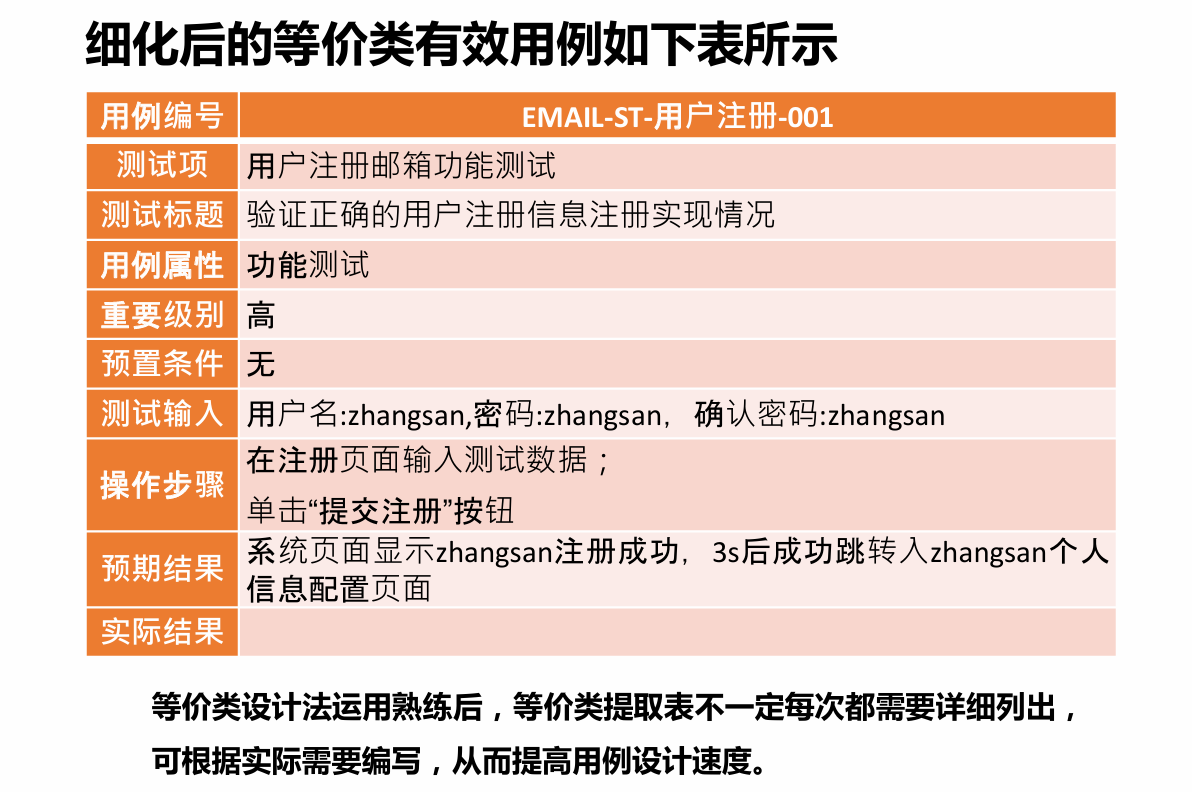 细化后的等价类有效用例如下表所示
用例编号 EMAIL-ST-用户注册-001
测试项 用户注册邮箱功能测试
测试标题 验证正确的用户注册信息注册实现情况
用例属性 功能测试
重要级别 高
预置条件 无
测试输入 用户名:zhangsan,密码:zhangsan，确认密码:zhangsan
操作步骤 在注册页面输入测试数据；
单击“提交注册”按钮
预期结果 系统页面显示zhangsan注册成功，3s后成功跳转入zhangsan个人
信息配置页面
实际结果
等价类设计法运用熟练后，等价类提取表不一定每次都需要详细列出，
可根据实际需要编写，从而提高用例设计速度。